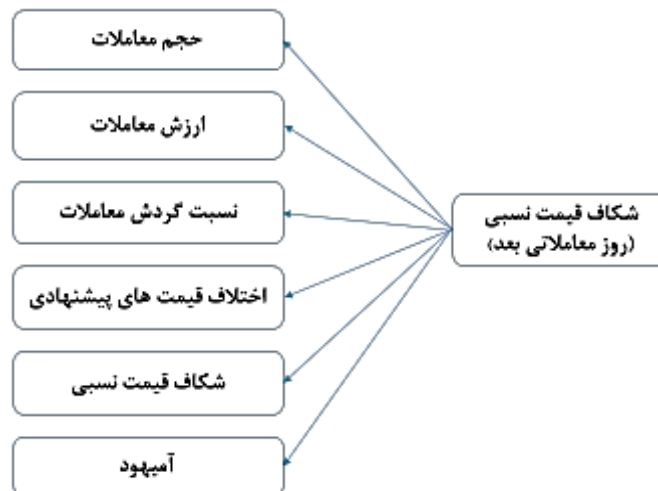 حجم معاملات
ارزش معاملات
نسبت گردش معاملات
اختلاف قیمت های پیشنهادی
شکاف قیمت نسبی
آمیهود
شکاف قیمت نسبی
(روز معاملاتی بعد)